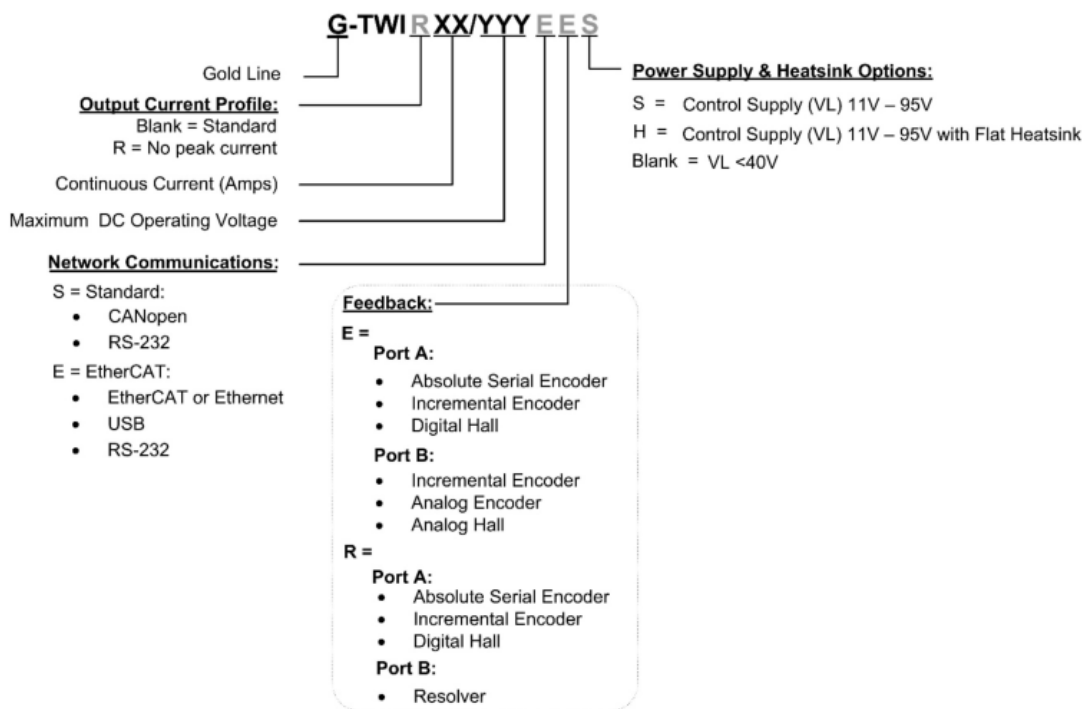 G-TWIRXX/YYYEES
Gold Line
Output Current Profile:
Blank = Standard
R = No peak current
Continuous Current (Amps)
Maximum DC Operating Voltage
Network Communications:
S = Standard:
• CANopen
• RS-232
E = EtherCAT:
• EtherCAT or Ethernet
• USB
• RS-232
Feedback:
E =
Port A:
• Absolute Serial Encoder
• Incremental Encoder
• Digital Hall
Port B:
• Incremental Encoder
• Analog Encoder
• Analog Hall
R =
Port A:
• Absolute Serial Encoder
• Incremental Encoder
• Digital Hall
Port B:
• Resolver
Power Supply & Heatsink Options:
S = Control Supply (VL) 11V – 95V
H = Control Supply (VL) 11V – 95V with Flat Heatsink
Blank = VL <40V